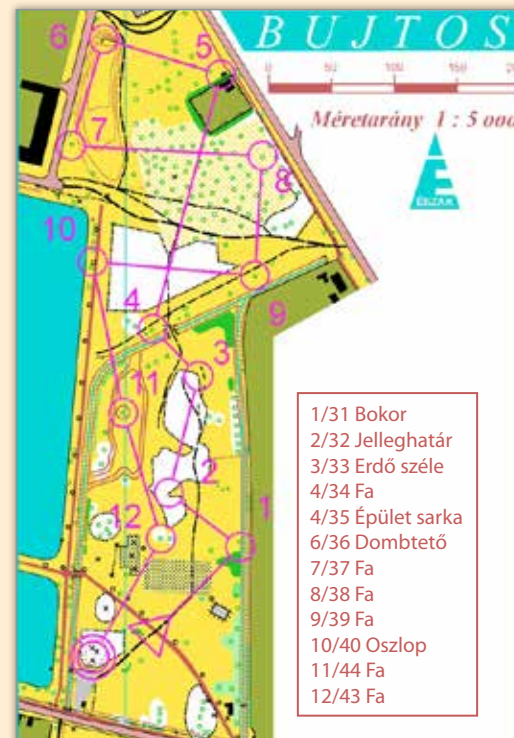 BUJTOS
0 50 100 150
Méretarány 1 : 5 000
ÉSZAK
6
5
7
8
10
4
9
3
11
2
12
1
1/31 Bokor
2/32 Jelleghatár
3/33 Erdő széle
4/34 Fa
4/35 Épület sarka
6/36 Dombtető
7/37 Fa
8/38 Fa
9/39 Fa
10/40 Oszlop
11/44 Fa
12/43 Fa